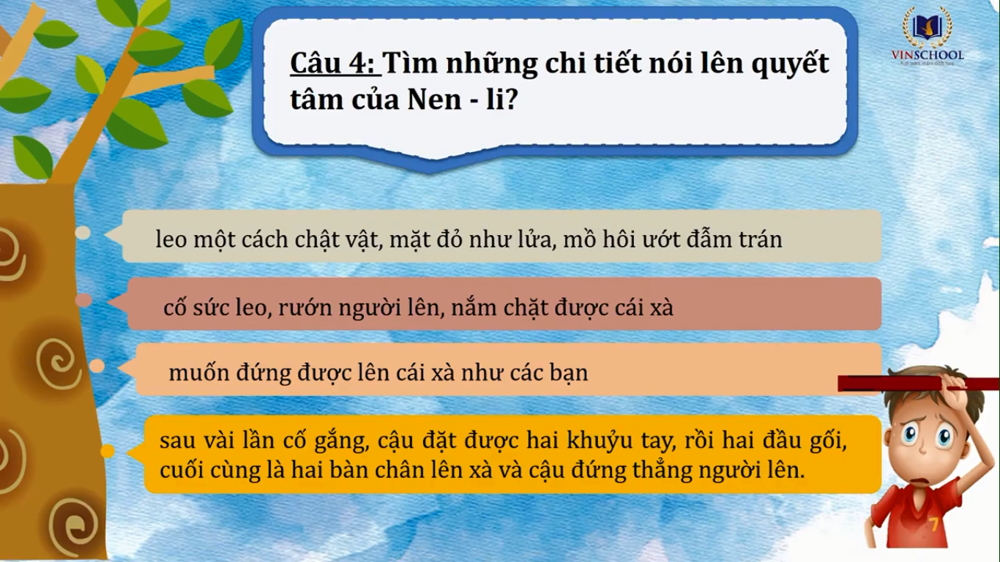 VINSCHOOL
Câu 4: Tìm những chi tiết nói lên quyết
tâm của Nen - li?
leo một cách chật vật, mặt đỏ như lửa, mồ hôi ướt đẫm trán
cố sức leo, rướn người lên, nắm chặt được cái xà
muốn đứng được lên cái xà như các bạn
sau vài lần cố gắng, cậu đặt được hai khuỷu tay, rồi hai đầu gối,
cuối cùng là hai bàn chân lên xà và cậu đứng thẳng người lên.
7